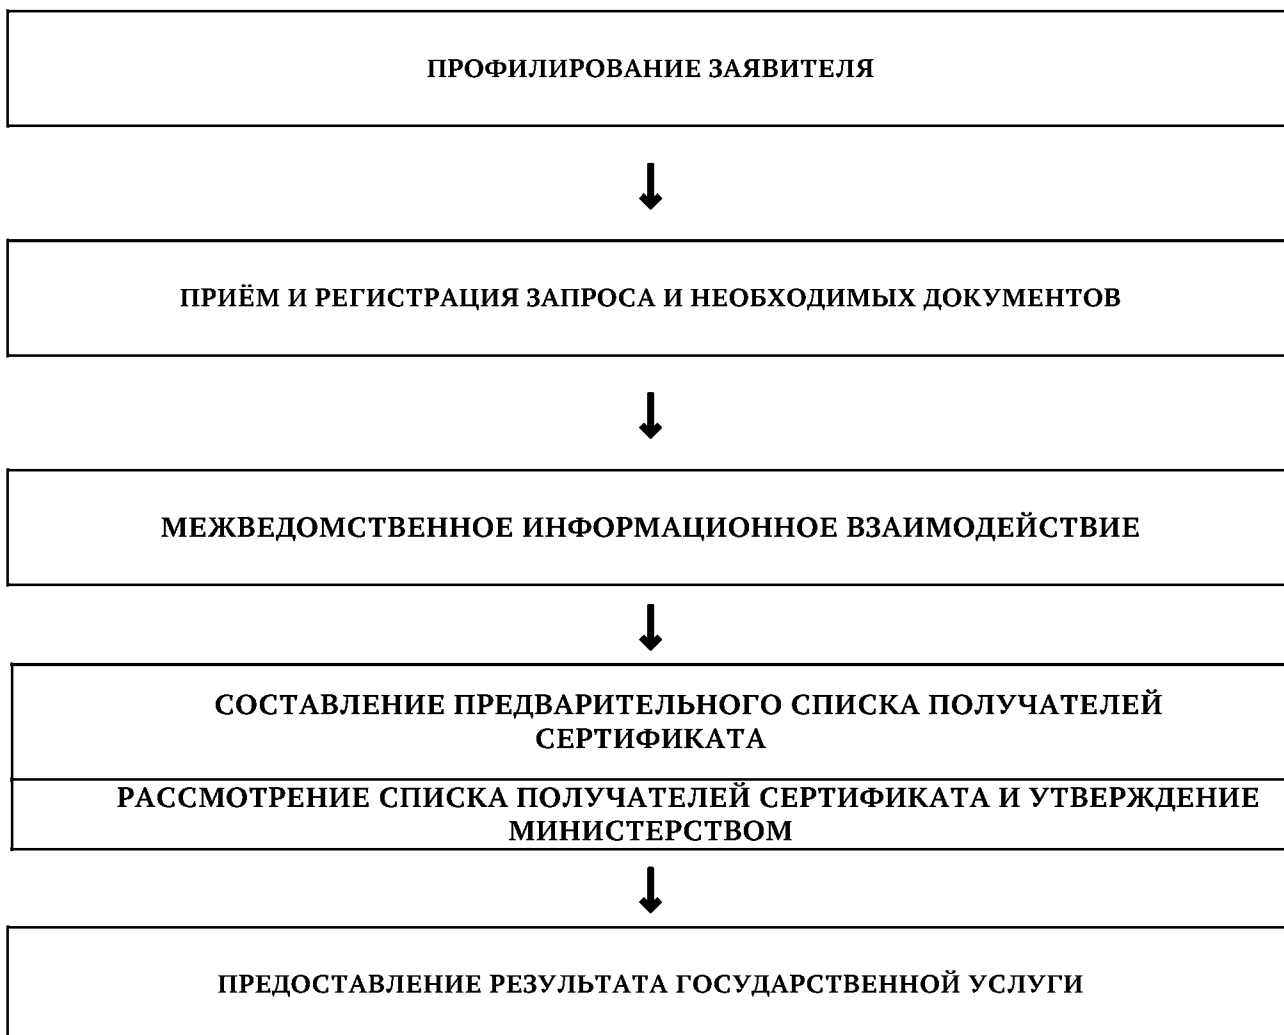 ПРОФИЛИРОВАНИЕ ЗАЯВИТЕЛЯ
ПРИЁМ И РЕГИСТРАЦИЯ ЗАПРОСА И НЕОБХОДИМЫХ ДОКУМЕНТОВ
МЕЖВЕДОМСТВЕННОЕ ИНФОРМАЦИОННОЕ ВЗАИМОДЕЙСТВИЕ
СОСТАВЛЕНИЕ ПРЕДВАРИТЕЛЬНОГО СПИСКА ПОЛУЧАТЕЛЕЙ
СЕРТИФИКАТА
РАССМОТРЕНИЕ СПИСКА ПОЛУЧАТЕЛЕЙ СЕРТИФИКАТА И УТВЕРЖДЕНИЕ
МИНИСТЕРСТВОМ
ПРЕДОСТАВЛЕНИЕ РЕЗУЛЬТАТА ГОСУДАРСТВЕННОЙ УСЛУГИ